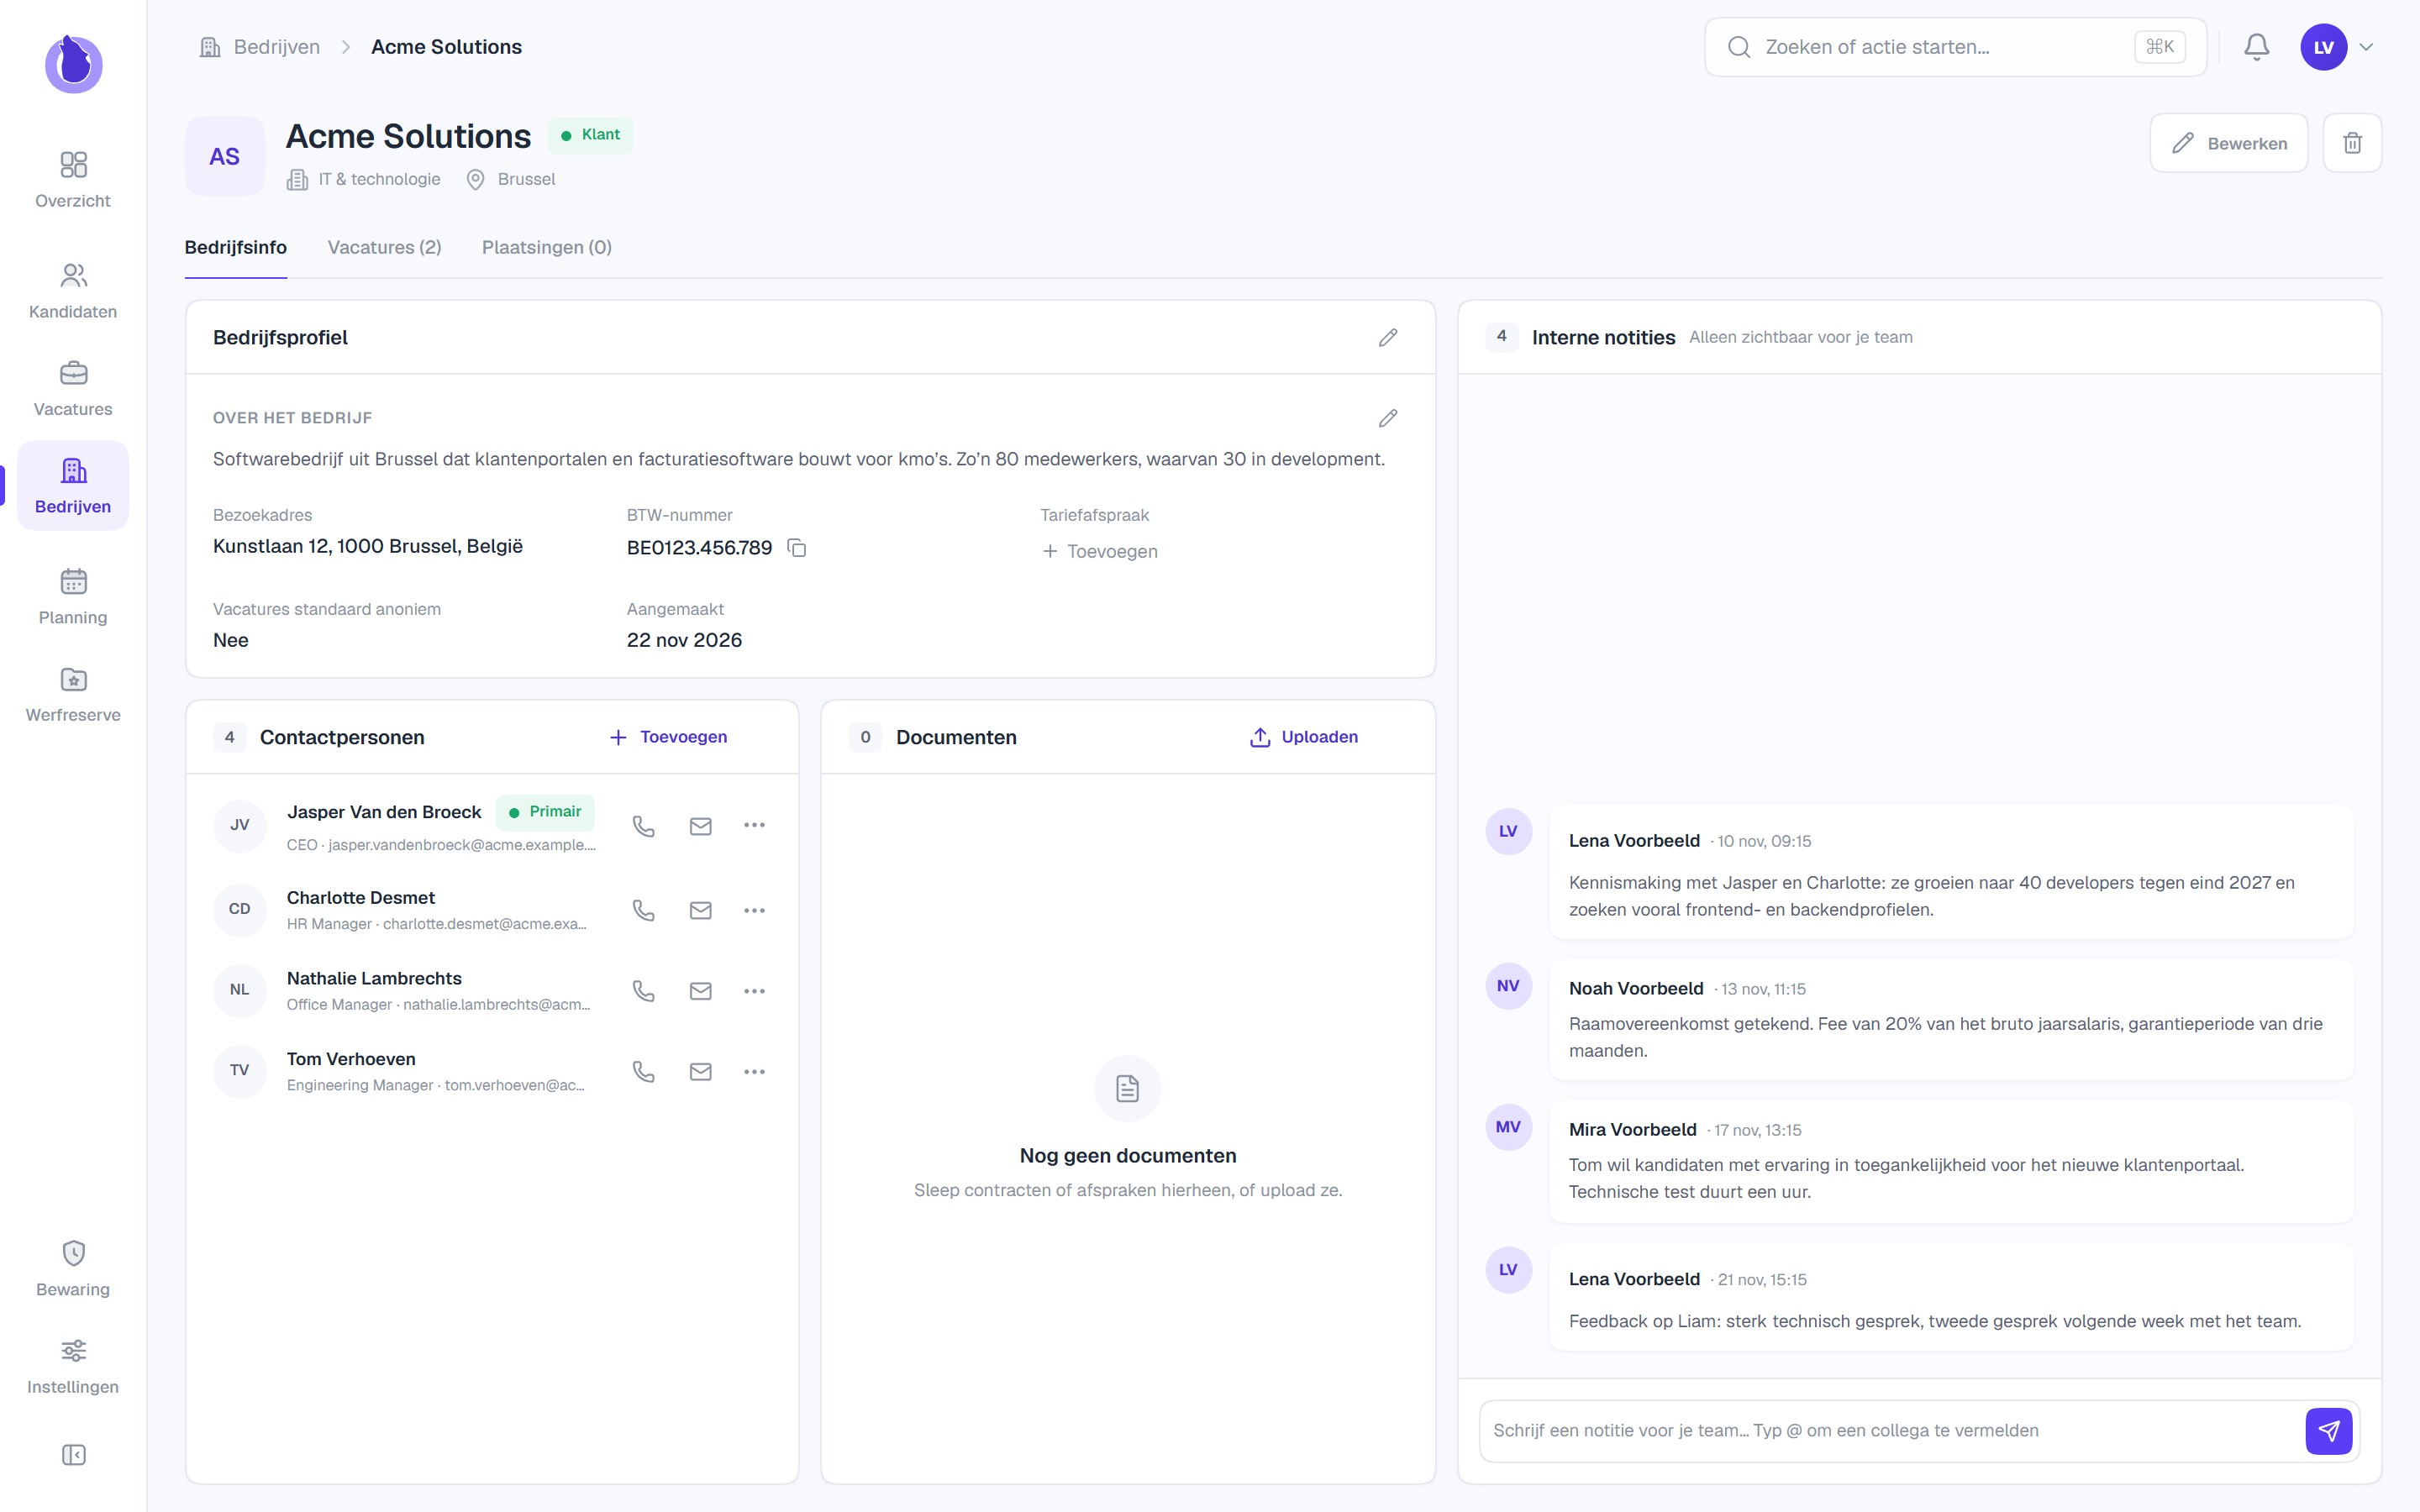 Bedrijven
Acme Solutions
Zoeken of actie starten...
⌘K
LV
Overzicht
Kandidaten
Vacatures
Bedrijven
Planning
Werfreserve
Bewaring
Instellingen
AS
Acme Solutions
Klant
IT & technologie
Brussel
Bewerken
Bedrijfsinfo
Vacatures (2)
Plaatsingen (0)
Bedrijfsprofiel
OVER HET BEDRIJF
Softwarebedrijf uit Brussel dat klantenportalen en facturatiesoftware bouwt voor kmo's. Zo'n 80 medewerkers, waarvan 30 in development.
Bezoekadres
Kunstlaan 12, 1000 Brussel, België
BTW-nummer
BE0123.456.789
Tariefafspraak
Toevoegen
Vacatures standaard anoniem
Nee
Aangemaakt
22 nov 2026
4 Contactpersonen
Toevoegen
JV
Jasper Van den Broeck
Primair
CEO · jasper.vandenbroeck@acme.example....
CD
Charlotte Desmet
HR Manager · charlotte.desmet@acme.exa...
NL
Nathalie Lambrechts
Office Manager · nathalie.lambrechts@acm...
TV
Tom Verhoeven
Engineering Manager · tom.verhoeven@ac...
0 Documenten
Uploaden
Nog geen documenten
Sleep contracten of afspraken hierheen, of upload ze.
4 Interne notities Alleen zichtbaar voor je team
LV
Lena Voorbeeld · 10 nov, 09:15
Kennismaking met Jasper en Charlotte: ze groeien naar 40 developers tegen eind 2027 en
zoeken vooral frontend- en backendprofielen.
NV
Noah Voorbeeld · 13 nov, 11:15
Raamovereenkomst getekend. Fee van 20% van het bruto jaarsalaris, garantieperiode van drie
maanden.
MV
Mira Voorbeeld · 17 nov, 13:15
Tom wil kandidaten met ervaring in toegankelijkheid voor het nieuwe klantenportaal.
Technische test duurt een uur.
LV
Lena Voorbeeld · 21 nov, 15:15
Feedback op Liam: sterk technisch gesprek, tweede gesprek volgende week met het team.
Schrijf een notitie voor je team... Typ @ om een collega te vermelden